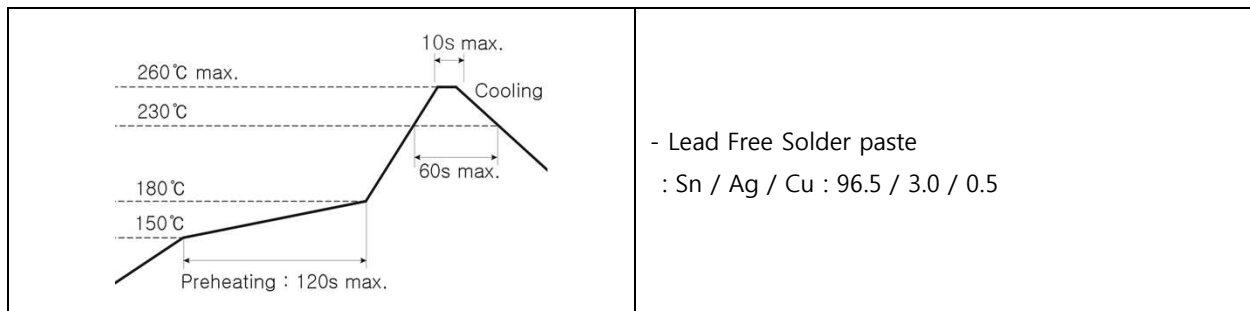 10s max.
260℃ max.
Cooling
230℃
60s max.
180℃
150℃
Preheating : 120s max.
- Lead Free Solder paste
: Sn / Ag / Cu : 96.5 / 3.0 / 0.5